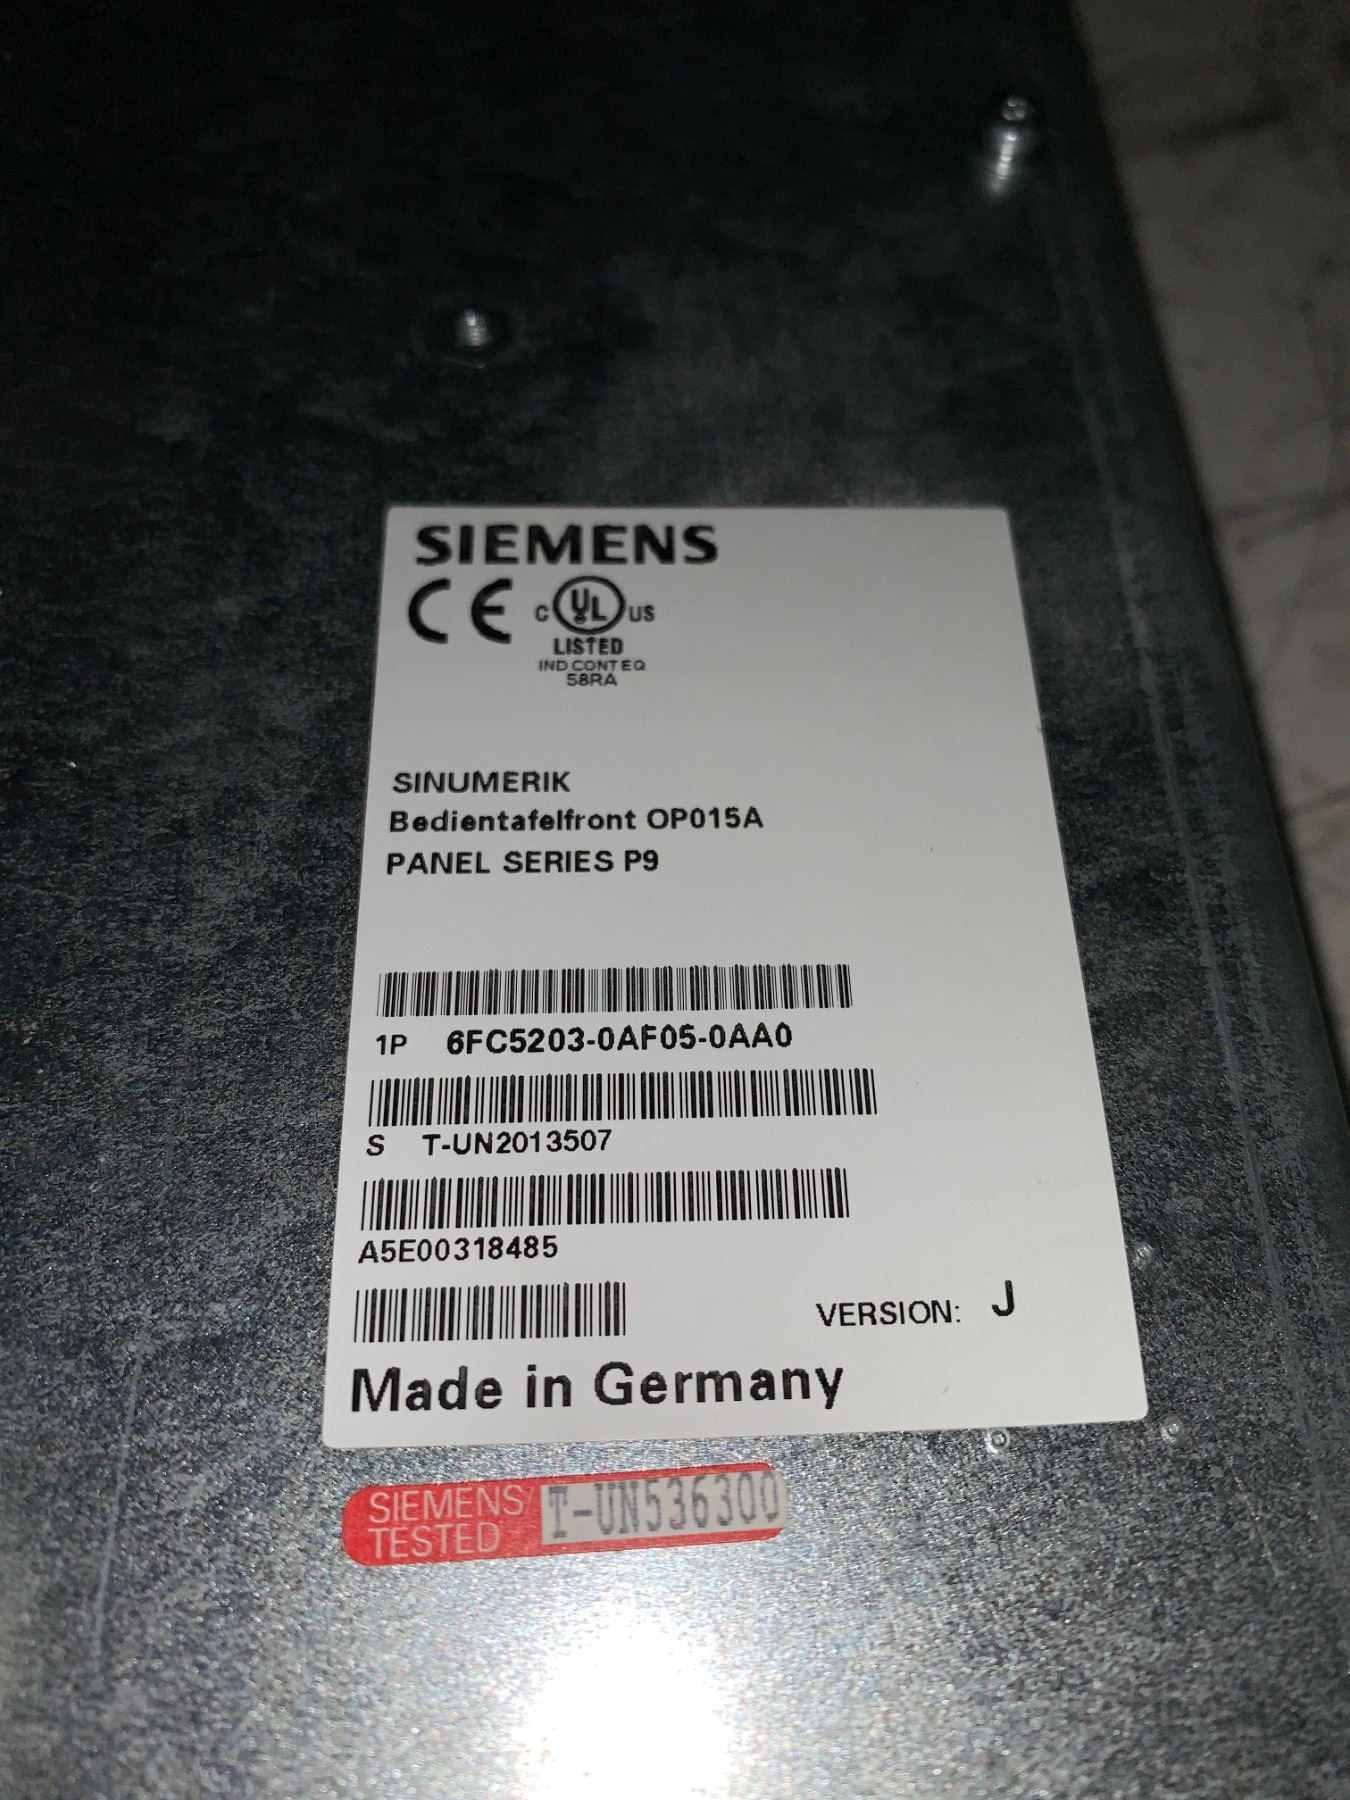 SIEMENS
CE c UL US
LISTED
IND CONT EQ
58RA
SINUMERIK
Bedientafelfront OP015A
PANEL SERIES P9
1P 6FC5203-0AF05-0AA0
S T-UN2013507
A5E00318485
VERSION: J
Made in Germany
SIEMENS/ T-UN536300
TESTED